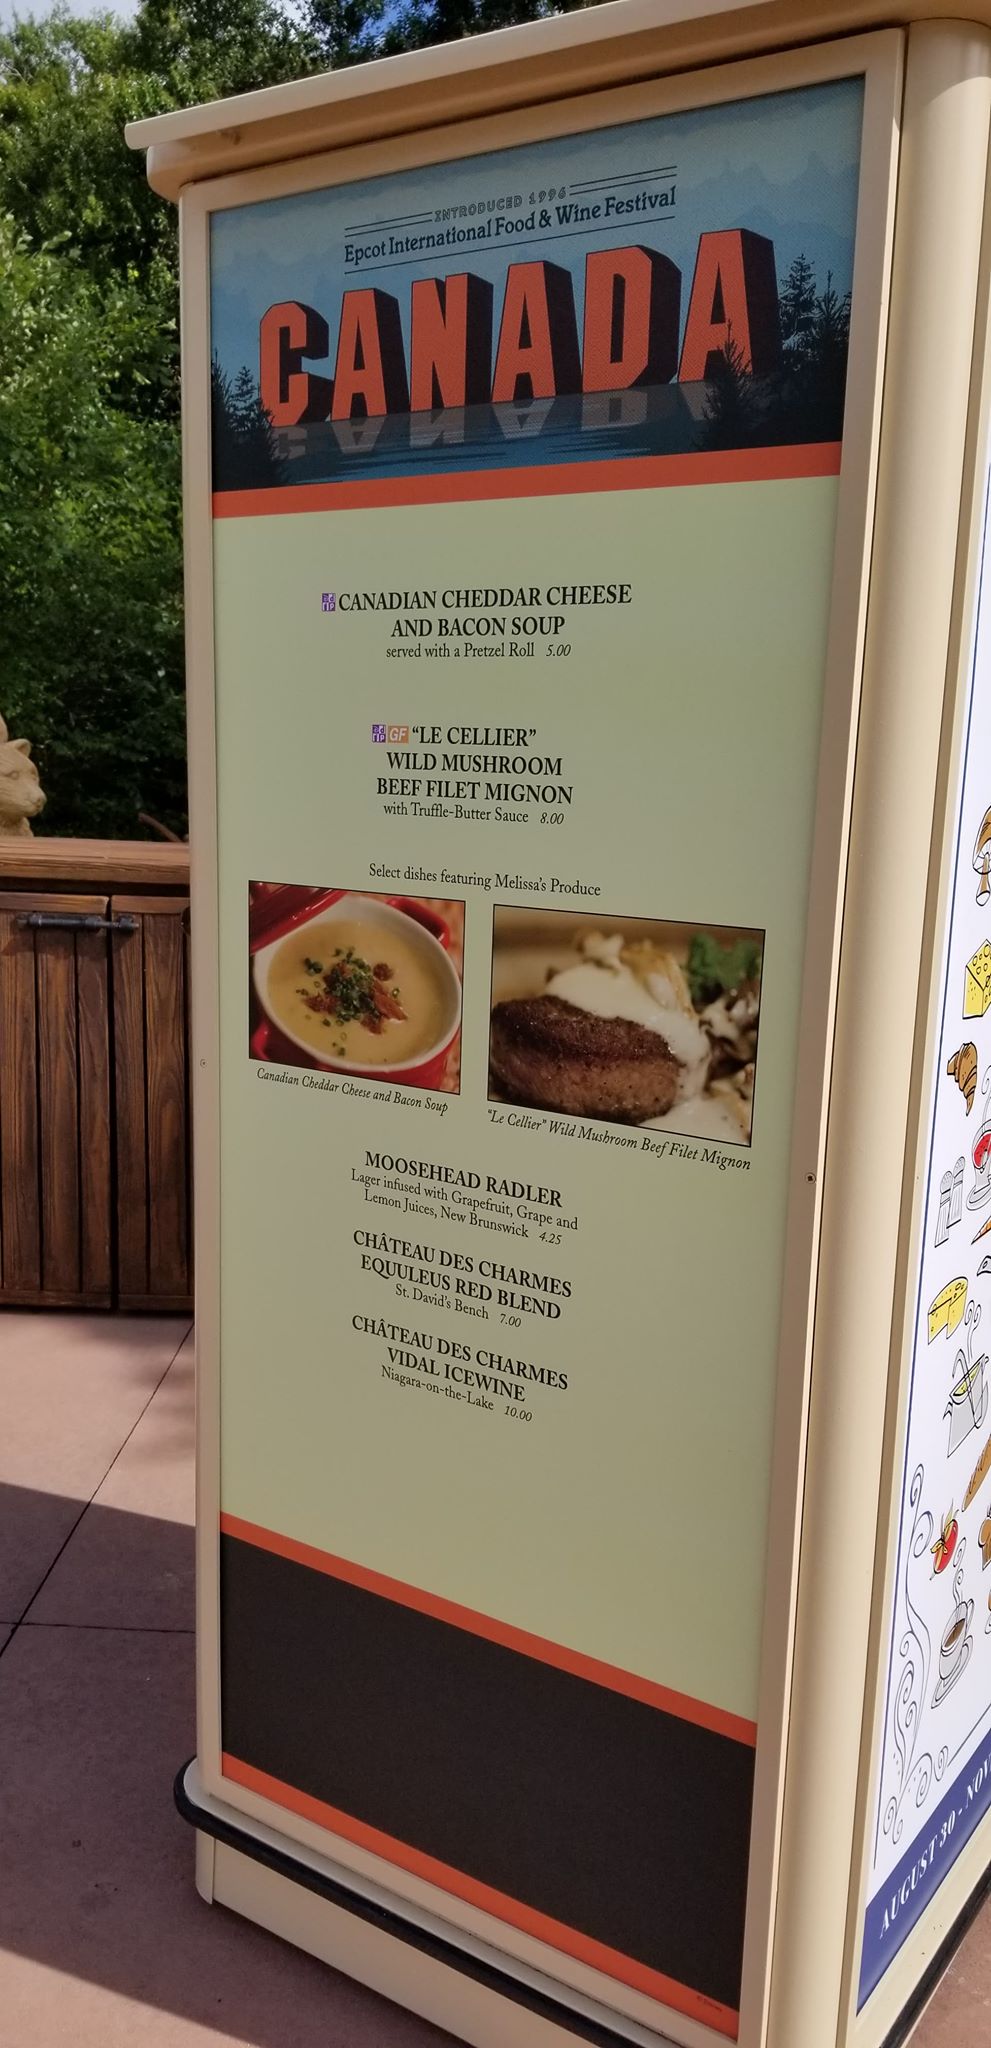 INTRODUCED 1996
Epcot International Food & Wine Festival
CANADA
CANADIAN CHEDDAR CHEESE
AND BACON SOUP
served with a Pretzel Roll 5.00
GF "LE CELLIER"
WILD MUSHROOM
BEEF FILET MIGNON
with Truffle-Butter Sauce 8.00
Select dishes featuring Melissa's Produce
Canadian Cheddar Cheese and Bacon Soup
"Le Cellier" Wild Mushroom Beef Filet Mignon
MOOSEHEAD RADLER
Lager infused with Grapefruit, Grape and
Lemon Juices, New Brunswick 4.25
CHÂTEAU DES CHARMES
EQUULEUS RED BLEND
St. David's Bench 7.00
CHÂTEAU DES CHARMES
VIDAL ICEWINE
Niagara-on-the-Lake 10.00
©Disney
AUGUST 30 - NOV